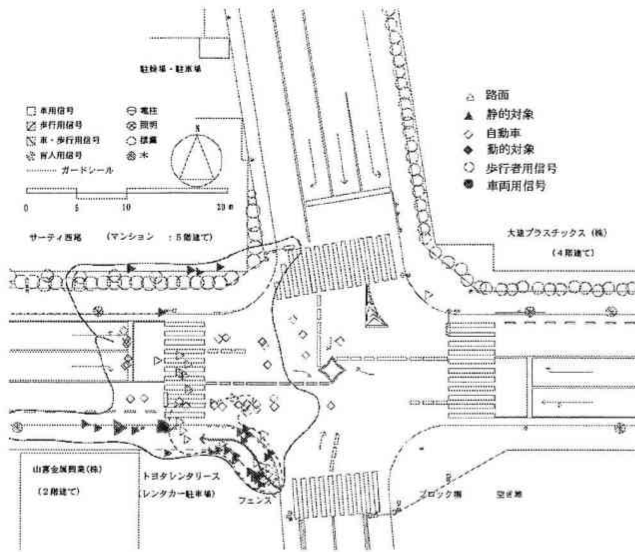 駐輪場・駐車場
車用信号
歩行用信号
車・歩行用信号
盲人用信号
ガードレール
電柱
照明
標識
木
N
0 5 10 20 m
路面
静的対象
自動車
動的対象
歩行者用信号
車両用信号
サーティ西尾 (マンション :5階建て)
大達プラスチックス (株)
(4階建て)
山喜金属商業(株)
(2階建て)
トヨタレンタリース
(レンタカー駐車場)
フェンス
ブロック塀
空き地